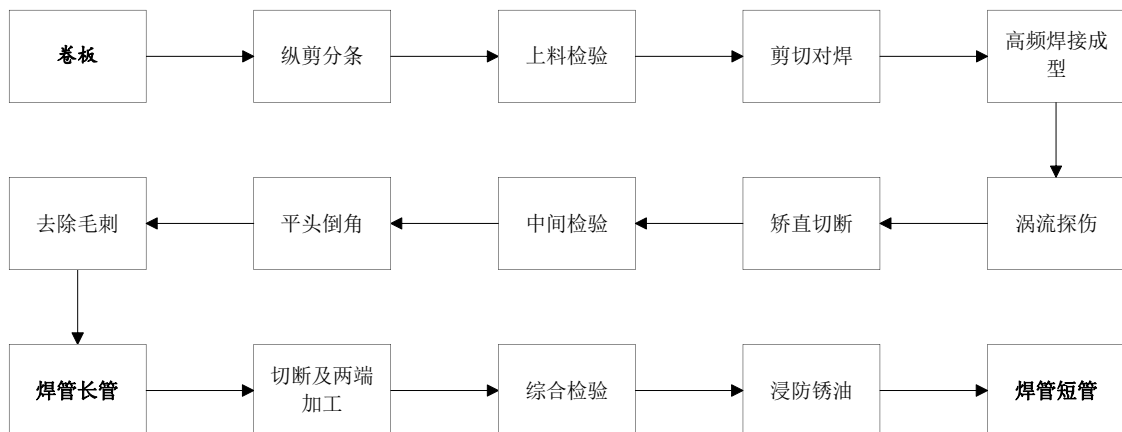 卷板
纵剪分条
上料检验
剪切对焊
高频焊接成
型
去除毛刺
平头倒角
中间检验
矫直切断
涡流探伤
焊管长管
切断及两端
加工
综合检验
浸防锈油
焊管短管